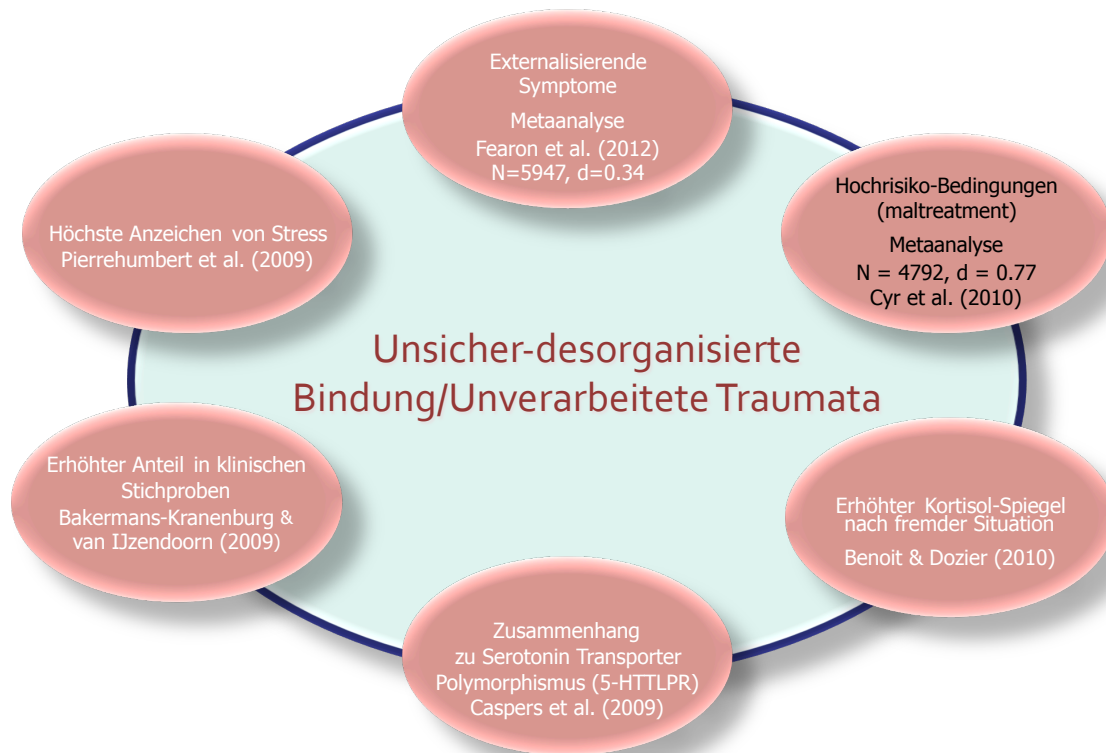 Externalisierende
Symptome
Metaanalyse
Fearon et al. (2012)
N=5947, d=0.34
Hochrisiko-Bedingungen
(maltreatment)
Metaanalyse
N = 4792, d = 0.77
Cyr et al. (2010)
Höchste Anzeichen von Stress
Pierrehumbert et al. (2009)
Unsicher-desorganisierte
Bindung/Unverarbeitete Traumata
Erhöhter Anteil in klinischen
Stichproben
Bakermans-Kranenburg &
van IJzendoorn (2009)
Erhöhter Kortisol-Spiegel
nach fremder Situation
Benoit & Dozier (2010)
Zusammenhang
zu Serotonin Transporter
Polymorphismus (5-HTTLPR)
Caspers et al. (2009)